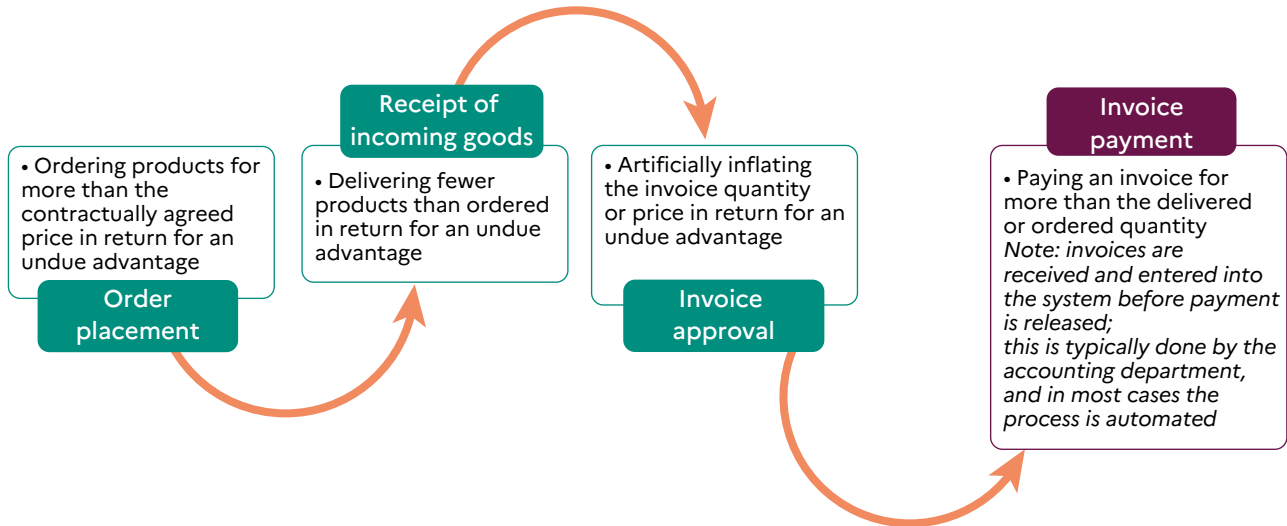 • Ordering products for
more than the
contractually agreed
price in return for an
undue advantage
Order
placement
Receipt of
incoming goods
• Delivering fewer
products than ordered
in return for an undue
advantage
• Artificially inflating
the invoice quantity
or price in return for an
undue advantage
Invoice
approval
Invoice
payment
• Paying an invoice for
more than the delivered
or ordered quantity
Note: invoices are
received and entered into
the system before payment
is released;
this is typically done by the
accounting department,
and in most cases the
process is automated